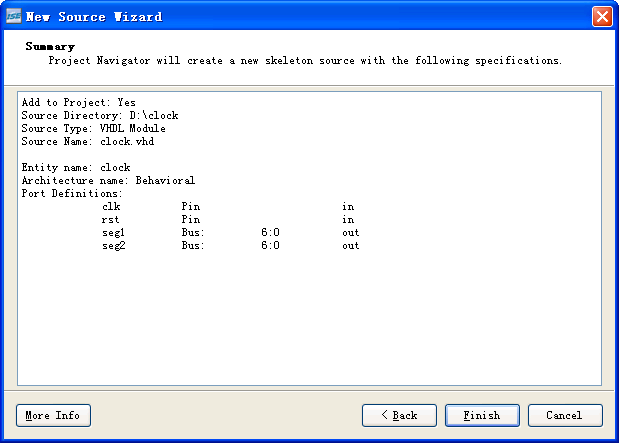 ISE New Source Wizard
Summary
Project Navigator will create a new skeleton source with the following specifications.
Add to Project: Yes
Source Directory: D:\clock
Source Type: VHDL Module
Source Name: clock.vhd
Entity name: clock
Architecture name: Behavioral
Port Definitions:
clk Pin in
rst Pin in
seg1 Bus: 6:0 out
seg2 Bus: 6:0 out
More Info < Back Finish Cancel